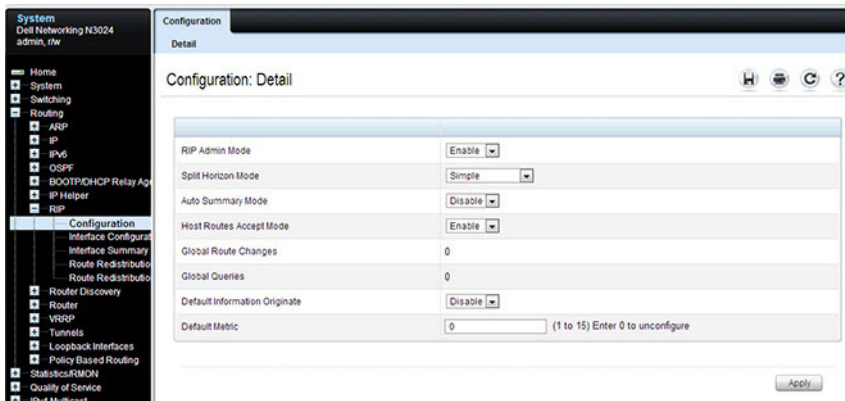 System
Dell Networking N3024
admin, r/w
Home
System
Switching
Routing
ARP
IP
IPv6
OSPF
BOOTP/DHCP Relay Age
IP Helper
RIP
Configuration
Interface Configurat
Interface Summary
Route Redistributio
Route Redistributio
Router Discovery
Router
VRRP
Tunnels
Loopback Interfaces
Policy Based Routing
Statistics/RMON
Quality of Service
IPv4 Multicast
Configuration
Detail
Configuration: Detail
RIP Admin Mode Enable
Split Horizon Mode Simple
Auto Summary Mode Disable
Host Routes Accept Mode Enable
Global Route Changes 0
Global Queries 0
Default Information Originate Disable
Default Metric 0 (1 to 15) Enter 0 to unconfigure
Apply